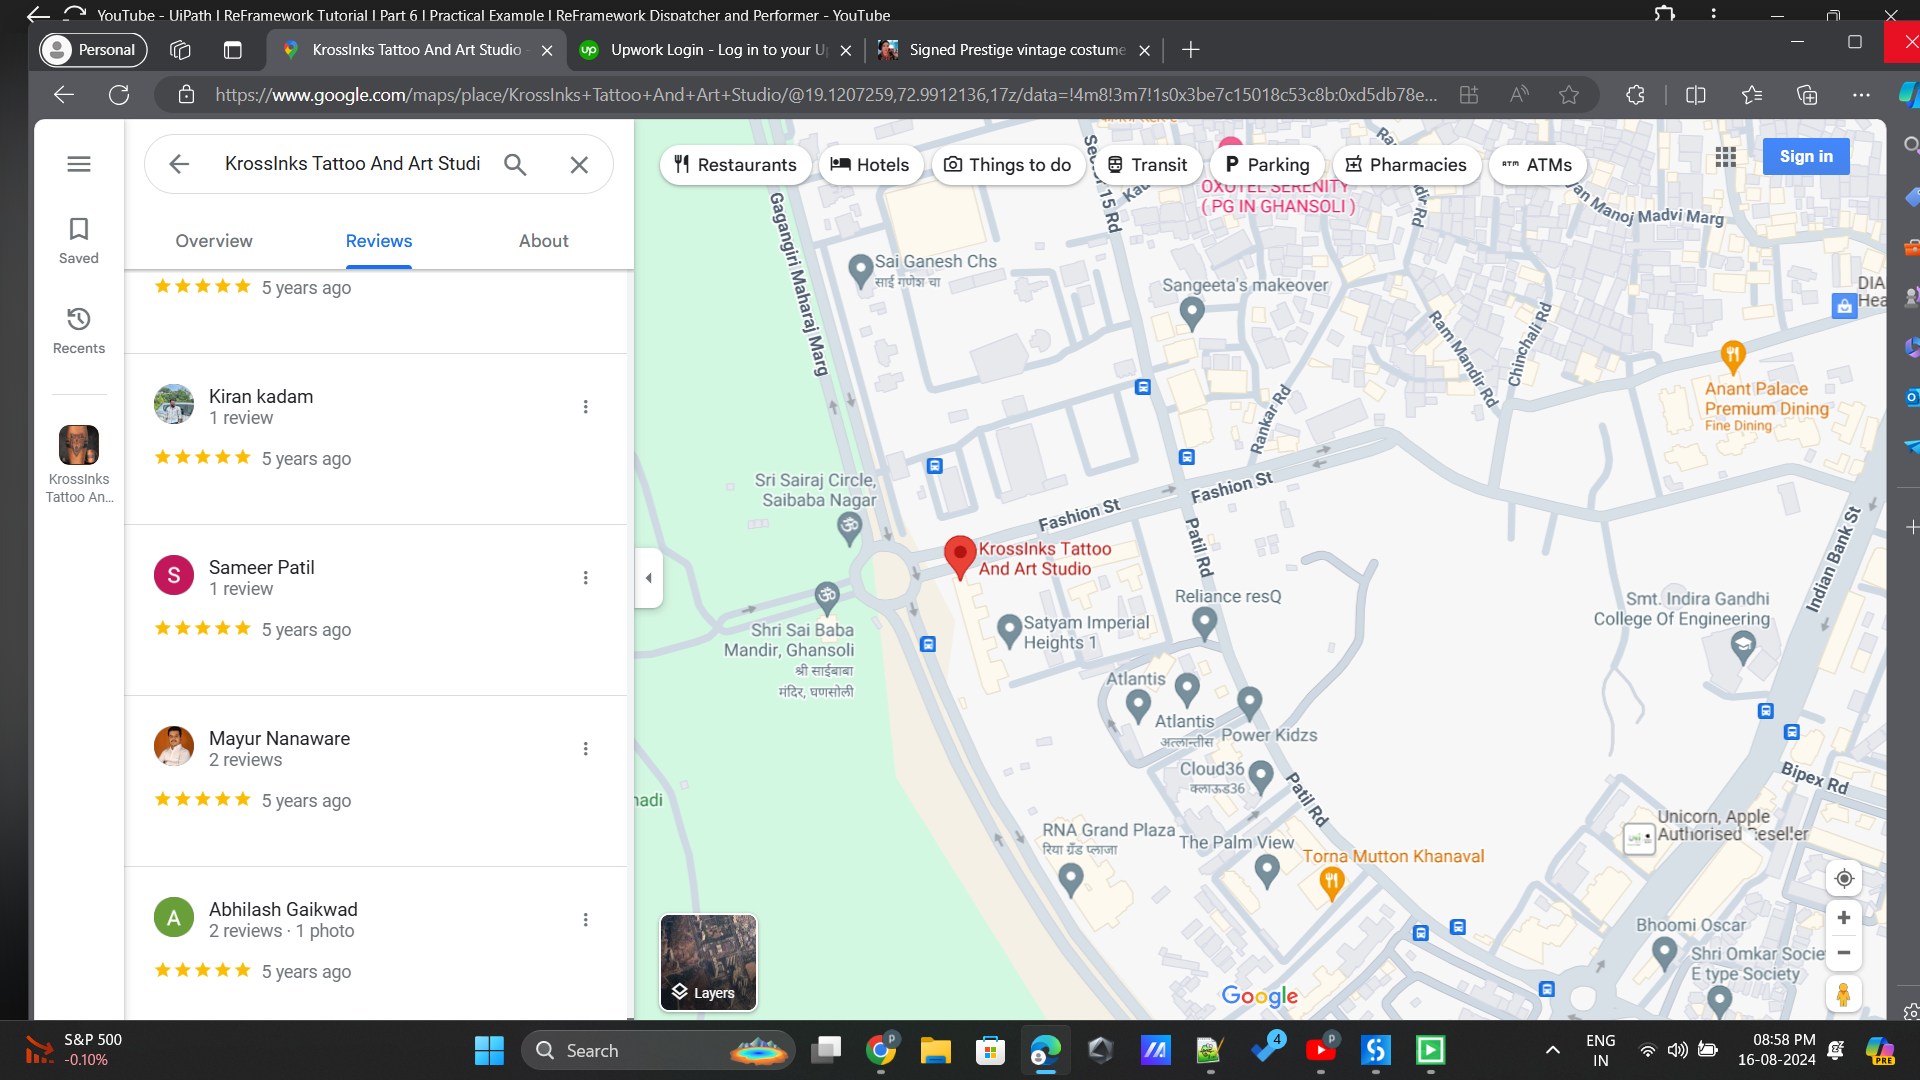 YouTube - UiPath | ReFramework Tutorial | Part 6 | Practical Example | ReFramework Dispatcher and Performer - YouTube
Personal
KrossInks Tattoo And Art Studio -
Upwork Login - Log in to your U
Signed Prestige vintage costume
https://www.google.com/maps/place/KrossInks+Tattoo+And+Art+Studio/@19.1207259,72.9912136,17z/data=!4m8!3m7!1s0x3be7c15018c53c8b:0xd5db78e...
KrossInks Tattoo And Art Studi
Restaurants
Hotels
Things to do
Transit
Parking
Pharmacies
ATMs
Sign in
Saved
Recents
KrossInks
Tattoo An...
Overview
Reviews
About
5 years ago
Kiran kadam
1 review
5 years ago
S
Sameer Patil
1 review
5 years ago
Mayur Nanaware
2 reviews
5 years ago
A
Abhilash Gaikwad
2 reviews · 1 photo
5 years ago
OXOTEL SERENITY
( PG IN GHANSOLI )
15 Rd
Manoj Madvi Marg
Gagangiri Maharaj Marg
Sai Ganesh Chs
साई गणेश चा
Sangeeta's makeover
DIA
Hea
Ram Mandir Rd
Chinchali Rd
Rankar Rd
Anant Palace
Premium Dining
Fine Dining
Sri Sairaj Circle,
Saibaba Nagar
Fashion St
Fashion St
Patil Rd
Indian Bank St
KrossInks Tattoo
And Art Studio
Reliance resQ
Smt. Indira Gandhi
College Of Engineering
Satyam Imperial
Heights 1
Shri Sai Baba
Mandir, Ghansoli
श्री साईबाबा
मंदिर, घणसोली
Atlantis
Atlantis
अत्लान्तीस
Power Kidzs
Cloud36
क्लाऊड36
Patil Rd
Bipex Rd
nadi
RNA Grand Plaza
रिया ग्रँड प्लाजा
The Palm View
Torna Mutton Khanaval
Unicorn, Apple
Authorised Reseller
Bhoomi Oscar
Shri Omkar Socie
E type Society
Layers
Google
S&P 500
-0.10%
Search
4
ENG
IN
08:58 PM
16-08-2024
PRE